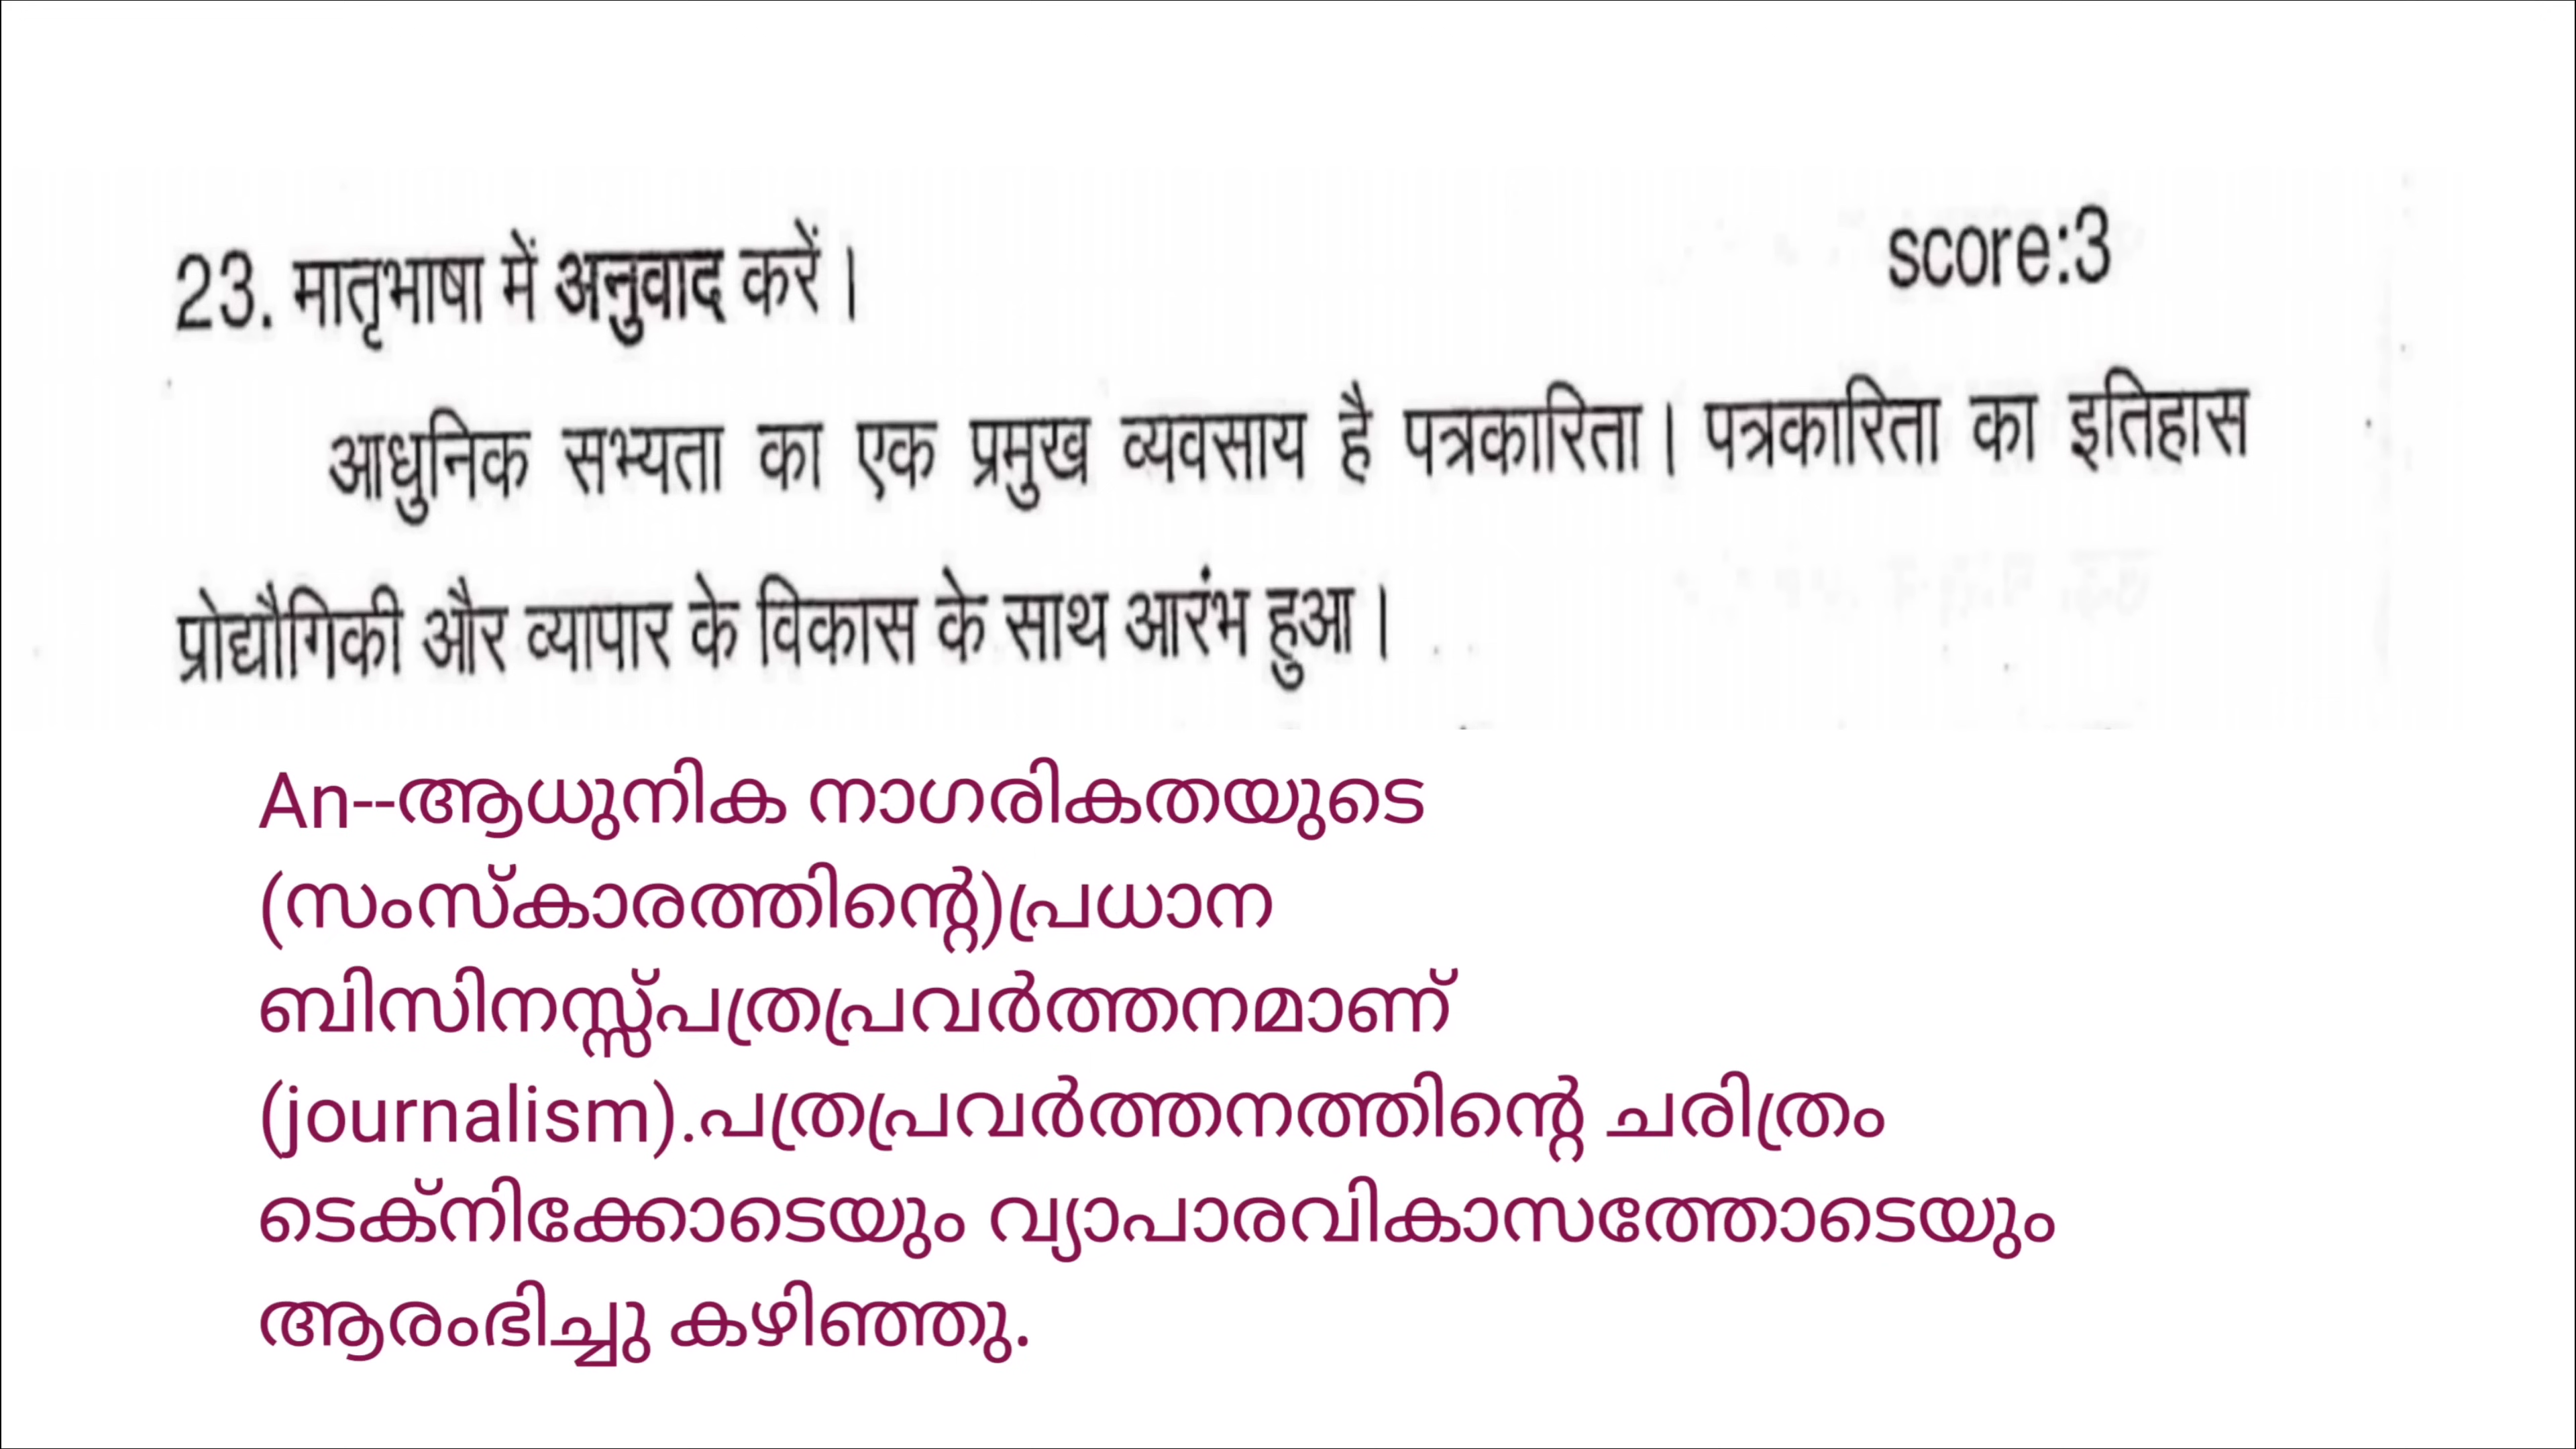 23. मातृभाषा में अनुवाद करें।
score:3
आधुनिक सभ्यता का एक प्रमुख व्यवसाय है पत्रकारिता। पत्रकारिता का इतिहास
प्रोद्यौगिकी और व्यापार के विकास के साथ आरंभ हुआ।
An--ആധുനിക നാഗരികതയുടെ
(സംസ്കാരത്തിന്റെ)പ്രധാന
ബിസിനസ്സ്പത്രപ്രവർത്തനമാണ്
(journalism).പത്രപ്രവർത്തനത്തിന്റെ ചരിത്രം
ടെക്നിക്കോടെയും വ്യാപാരവികാസത്തോടെയും
ആരംഭിച്ചു കഴിഞ്ഞു.